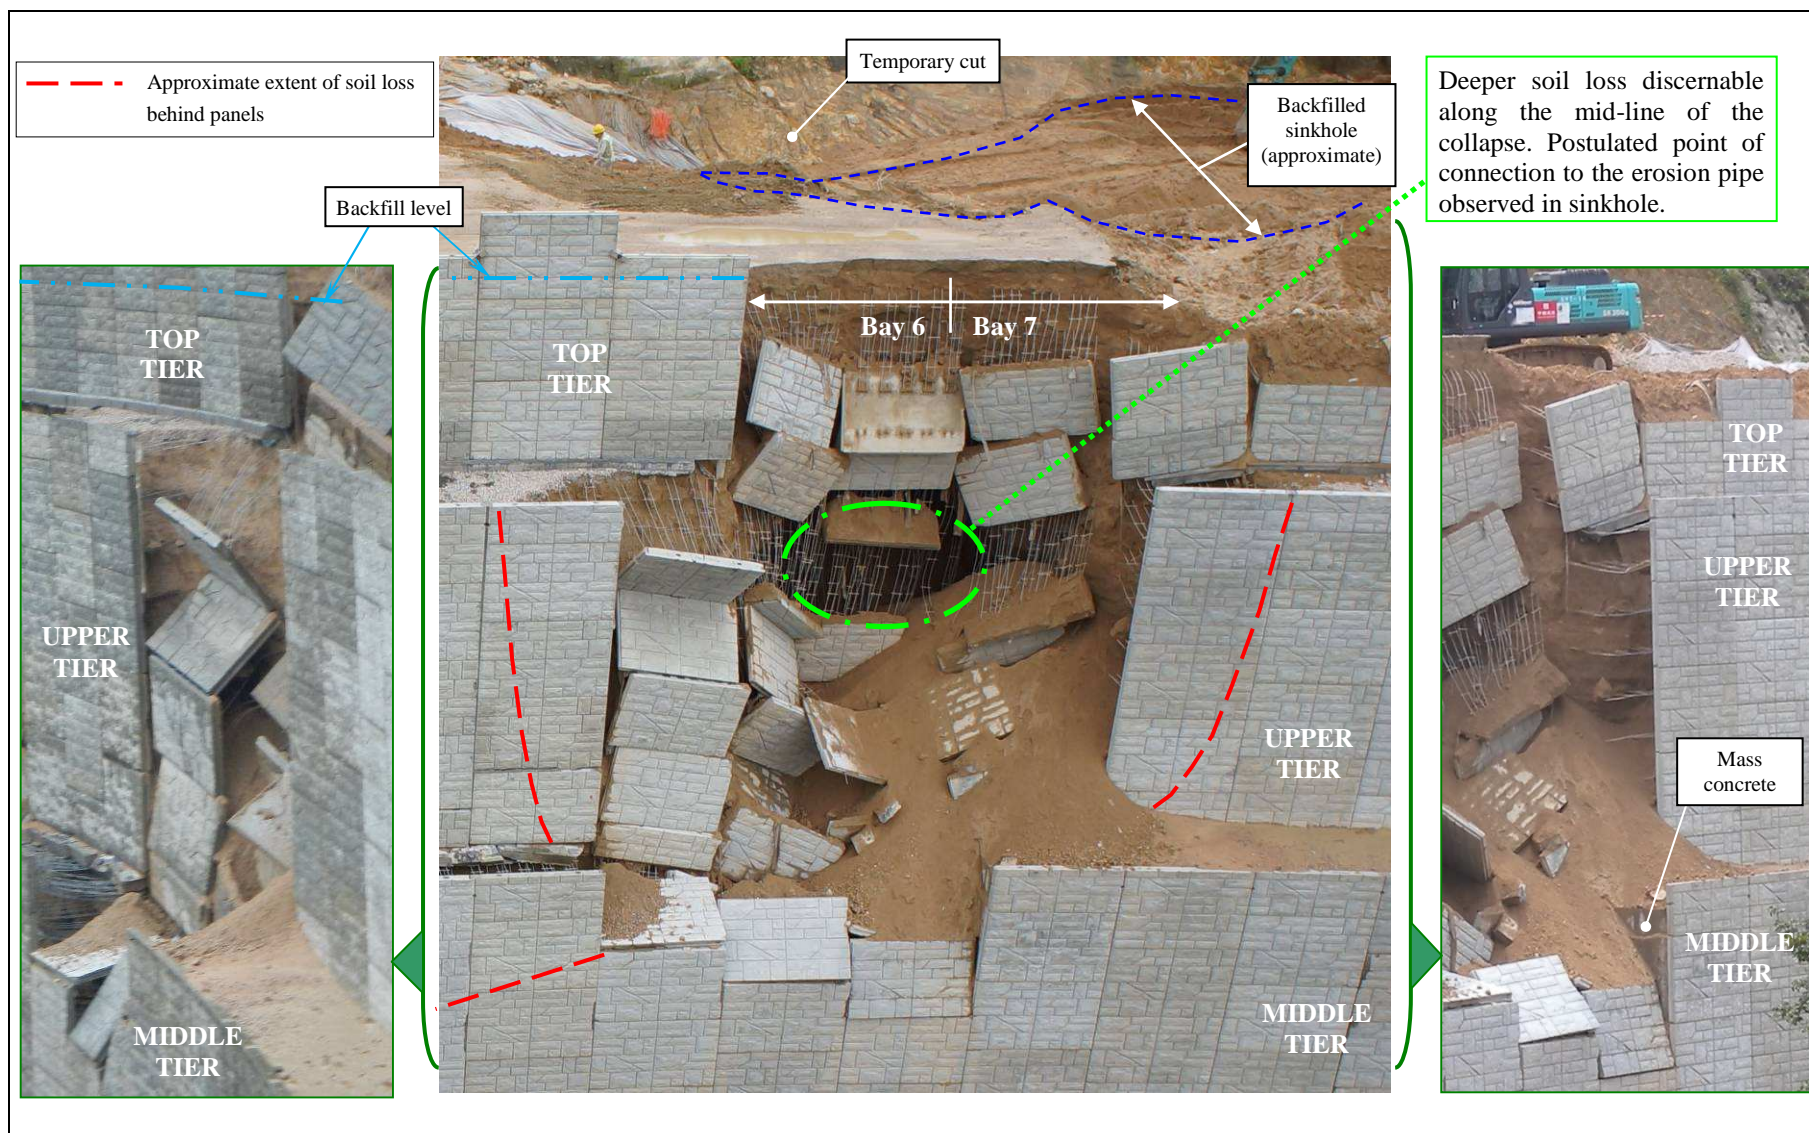 Approximate extent of soil loss
behind panels
Temporary cut
Backfilled
sinkhole
(approximate)
Deeper soil loss discernable
along the mid-line of the
collapse. Postulated point of
connection to the erosion pipe
observed in sinkhole.
Backfill level
TOP
TIER
UPPER
TIER
MIDDLE
TIER
Bay 6
Bay 7
TOP
TIER
UPPER
TIER
MIDDLE
TIER
TOP
TIER
UPPER
TIER
Mass
concrete
MIDDLE
TIER